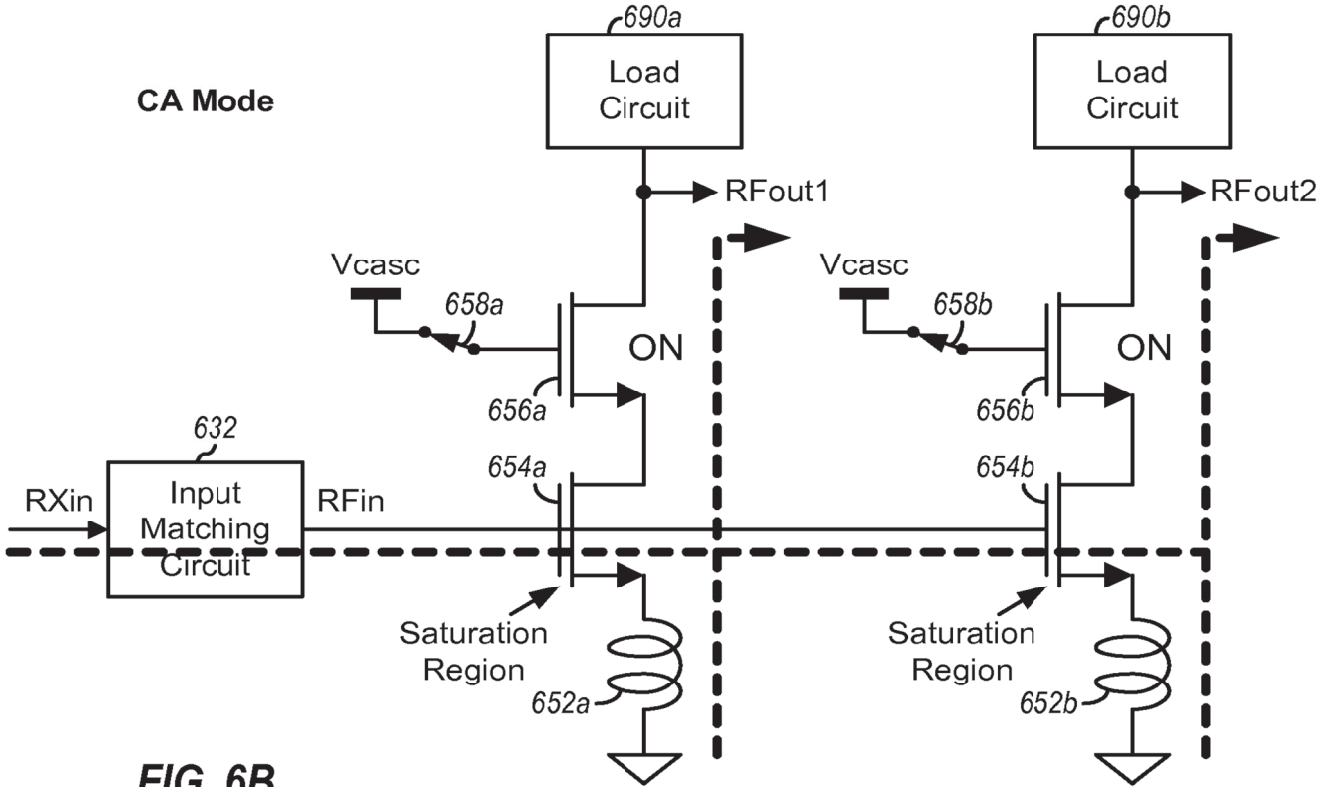 690a
690b
Load
Circuit
Load
Circuit
CA Mode
RFout1
RFout2
Vcasc
Vcasc
658a
658b
ON
ON
656a
656b
632
654a
654b
RXin
Input
Matching
Circuit
RFin
Saturation
Region
Saturation
Region
652a
652b
FIG. 6B